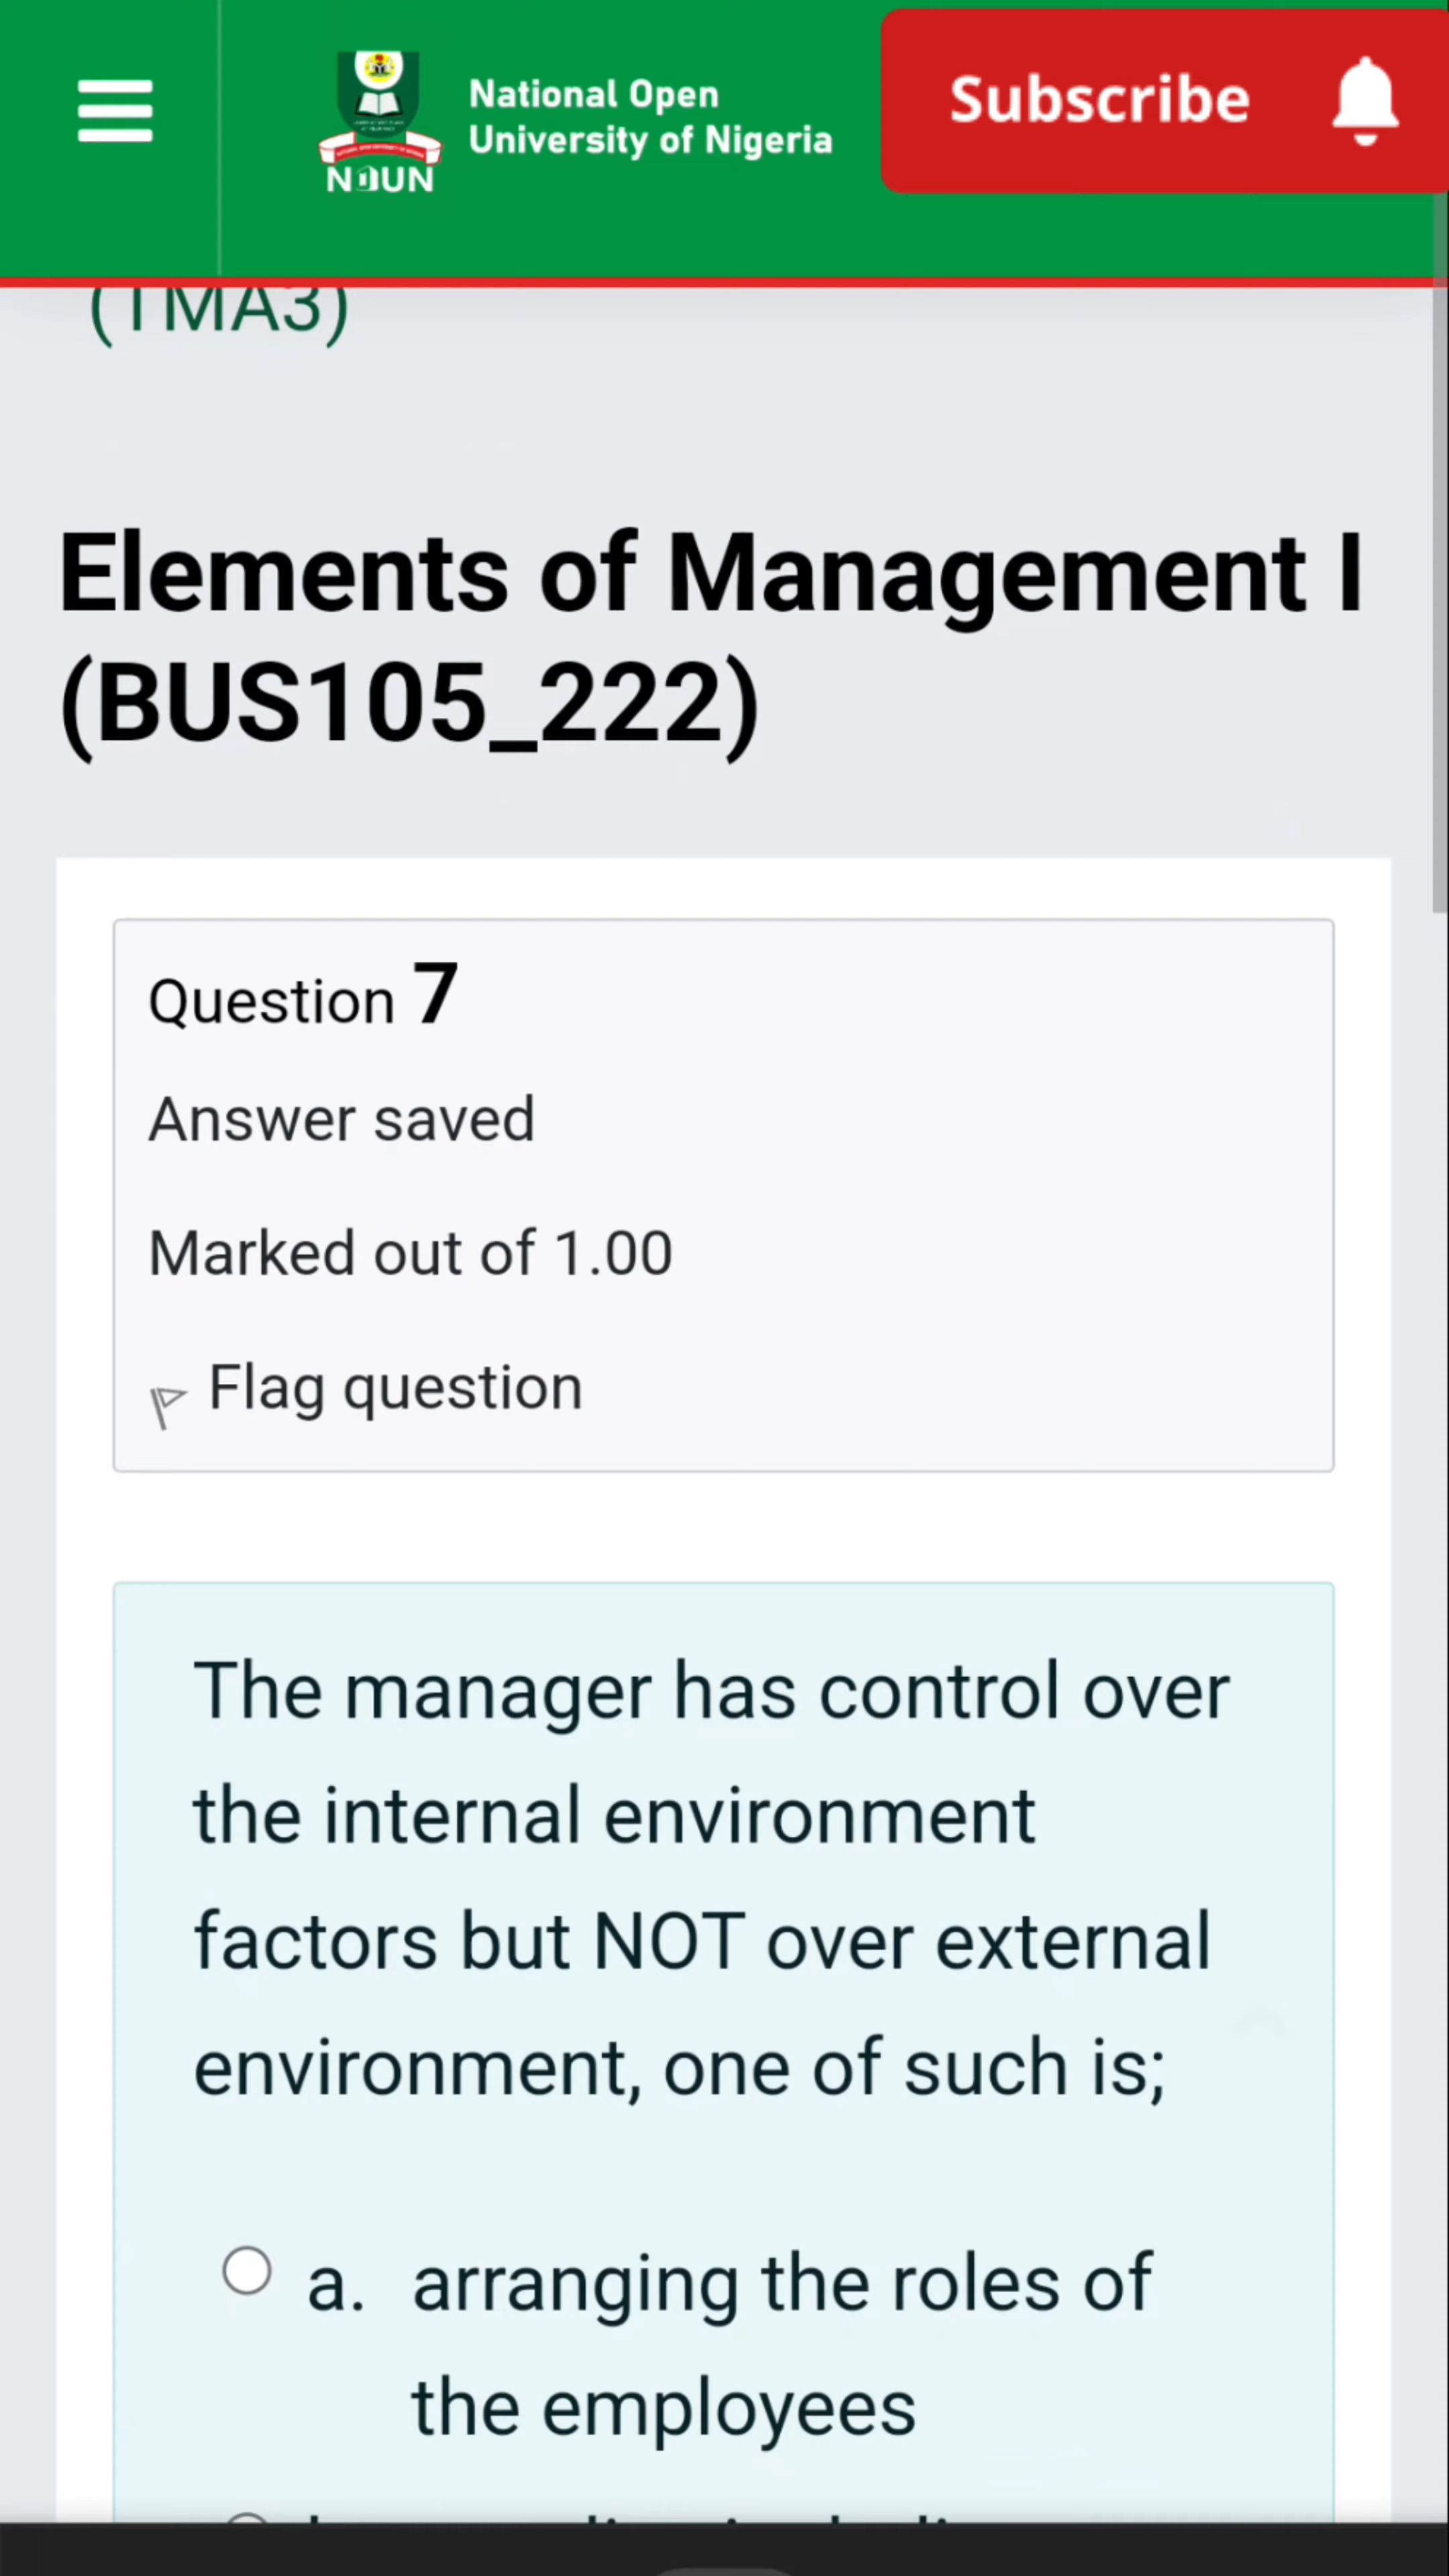 National Open
University of Nigeria
NOUN
Subscribe
(TMA3)
Elements of Management I
(BUS105_222)
Question 7
Answer saved
Marked out of 1.00
Flag question
The manager has control over
the internal environment
factors but NOT over external
environment, one of such is;
a. arranging the roles of
the employees